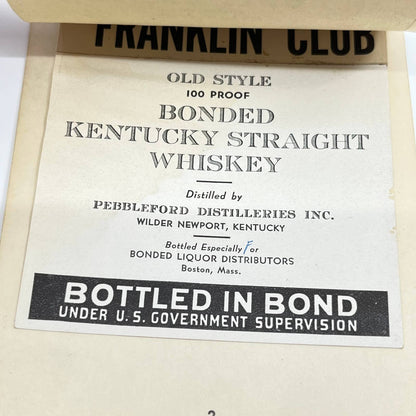 FRANKLIN CLUB
OLD STYLE
100 PROOF
BONDED
KENTUCKY STRAIGHT
WHISKEY
Distilled by
PEBBLEFORD DISTILLERIES INC.
WILDER NEWPORT, KENTUCKY
Bottled Especially For
BONDED LIQUOR DISTRIBUTORS
Boston, Mass.
BOTTLED IN BOND
UNDER U.S. GOVERNMENT SUPERVISION